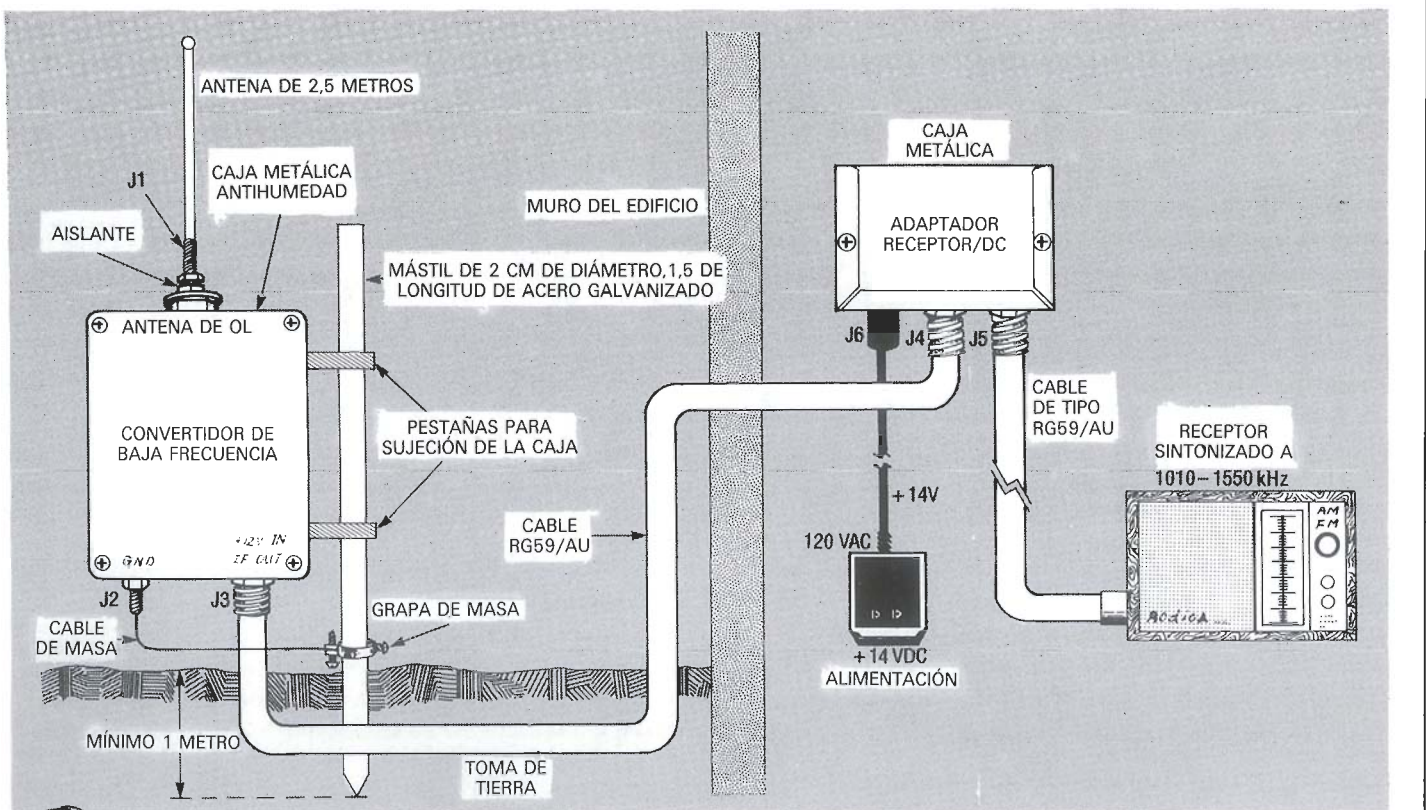 ANTENA DE 2,5 METROS
J1
CAJA METÁLICA
ANTIHUMEDAD
AISLANTE
ANTENA DE OL
CONVERTIDOR DE
BAJA FRECUENCIA
+12V IN
IF OUT
GND
J2
J3
CABLE
DE MASA
MÍNIMO 1 METRO
MURO DEL EDIFICIO
MÁSTIL DE 2 CM DE DIÁMETRO,1,5 DE
LONGITUD DE ACERO GALVANIZADO
PESTAÑAS PARA
SUJECIÓN DE LA CAJA
CABLE
RG59/AU
GRAPA DE MASA
TOMA DE
TIERRA
CAJA
METÁLICA
ADAPTADOR
RECEPTOR/DC
J6
J4
J5
+14V
120 VAC
+14 VDC
ALIMENTACIÓN
CABLE
DE TIPO
RG59/AU
RECEPTOR
SINTONIZADO A
1010–1550 kHz
AM
FM